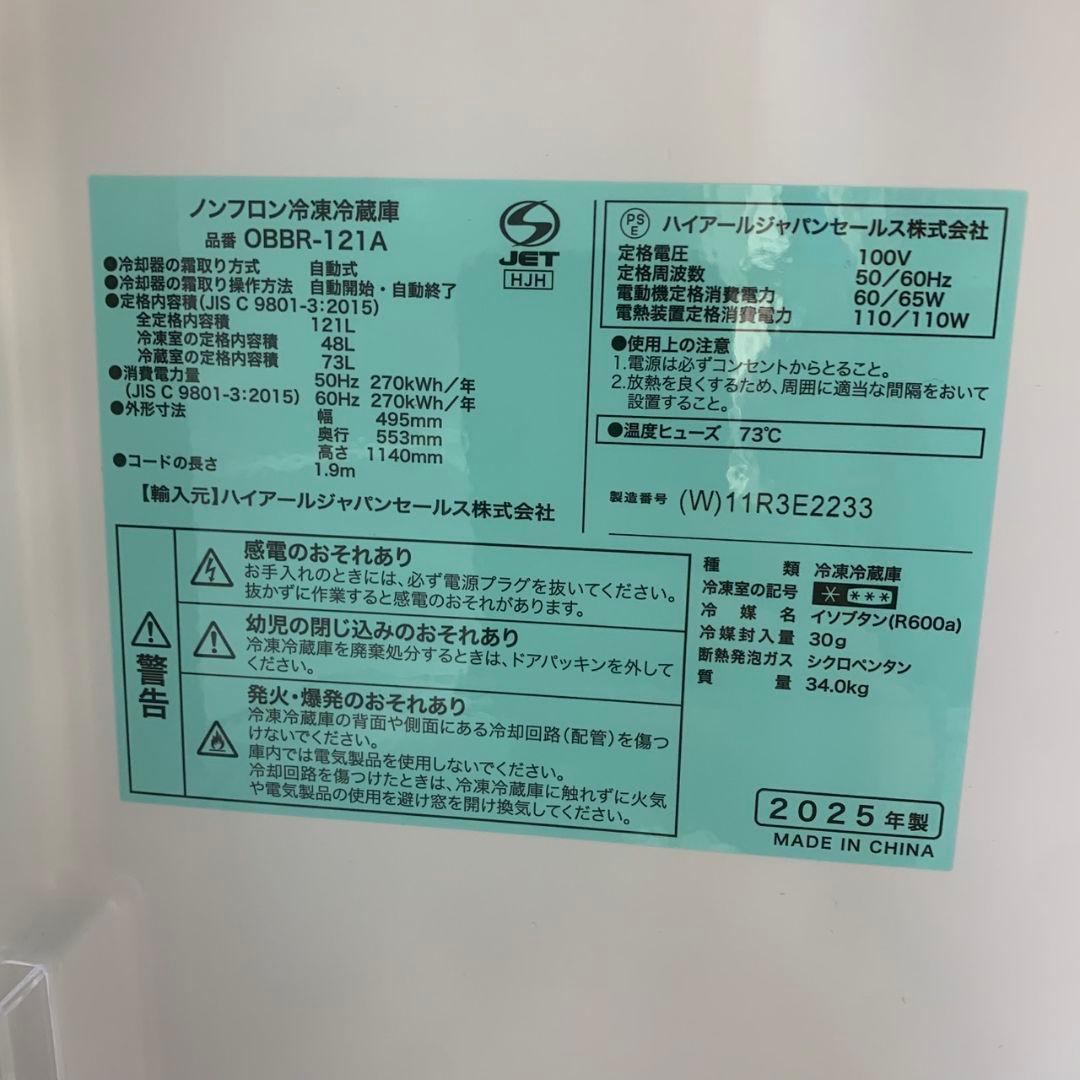 ノンフロン冷凍冷蔵庫
品番 OBBR-121A
●冷却器の霜取り方式 自動式
●冷却器の霜取り操作方法 自動開始・自動終了
●定格内容積(JIS C 9801-3:2015)
全定格内容積 121L
冷凍室の定格内容積 48L
冷蔵室の定格内容積 73L
●消費電力量 50Hz 270kWh/年
(JIS C 9801-3:2015) 60Hz 270kWh/年
●外形寸法 幅 495mm
奥行 553mm
高さ 1140mm
●コードの長さ 1.9m
【輸入元】ハイアールジャパンセールス株式会社
JET
HJH
PSE ハイアールジャパンセールス株式会社
定格電圧 100V
定格周波数 50/60Hz
電動機定格消費電力 60/65W
電熱装置定格消費電力 110/110W
●使用上の注意
1.電源は必ずコンセントからとること。
2.放熱を良くするため、周囲に適当な間隔をおいて
設置すること。
●温度ヒューズ 73℃
製造番号 (W)11R3E2233
警告
感電のおそれあり
お手入れのときには、必ず電源プラグを抜いてください。
抜かずに作業すると感電のおそれがあります。
幼児の閉じ込みのおそれあり
冷凍冷蔵庫を廃棄処分するときは、ドアパッキンを外して
ください。
発火・爆発のおそれあり
冷凍冷蔵庫の背面や側面にある冷却回路(配管)を傷つ
けないでください。
庫内では電気製品を使用しないでください。
冷却回路を傷つけたときは、冷凍冷蔵庫に触れずに火気
や電気製品の使用を避け窓を開け換気してください。
種類 冷凍冷蔵庫
冷凍室の記号 * ***
冷媒名 イソブタン(R600a)
冷媒封入量 30g
断熱発泡ガス シクロペンタン
質量 34.0kg
2025年製
MADE IN CHINA